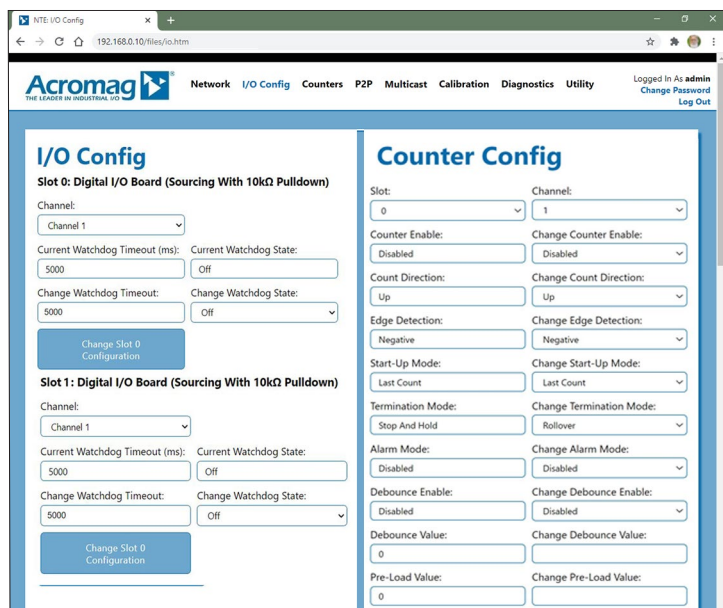 NTE: I/O Config
192.168.0.10/files/io.htm
Acromag
THE LEADER IN INDUSTRIAL I/O
Network I/O Config Counters P2P Multicast Calibration Diagnostics Utility
Logged In As admin
Change Password
Log Out
I/O Config
Slot 0: Digital I/O Board (Sourcing With 10kΩ Pulldown)
Channel:
Channel 1
Current Watchdog Timeout (ms): Current Watchdog State:
5000 Off
Change Watchdog Timeout: Change Watchdog State:
5000 Off
Change Slot 0
Configuration
Slot 1: Digital I/O Board (Sourcing With 10kΩ Pulldown)
Channel:
Channel 1
Current Watchdog Timeout (ms): Current Watchdog State:
5000 Off
Change Watchdog Timeout: Change Watchdog State:
5000 Off
Change Slot 0
Configuration
Counter Config
Slot: Channel:
0 1
Counter Enable: Change Counter Enable:
Disabled Disabled
Count Direction: Change Count Direction:
Up Up
Edge Detection: Change Edge Detection:
Negative Negative
Start-Up Mode: Change Start-Up Mode:
Last Count Last Count
Termination Mode: Change Termination Mode:
Stop And Hold Rollover
Alarm Mode: Change Alarm Mode:
Disabled Disabled
Debounce Enable: Change Debounce Enable:
Disabled Disabled
Debounce Value: Change Debounce Value:
0
Pre-Load Value: Change Pre-Load Value:
0